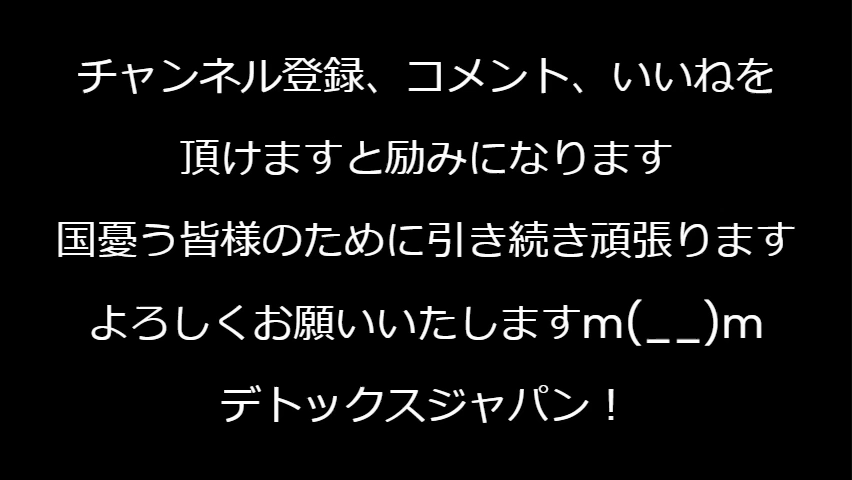 チャンネル登録、コメント、いいねを
頂けますと励みになります
国憂う皆様のために引き続き頑張ります
よろしくお願いいたしますm(__)m
デトックスジャパン！